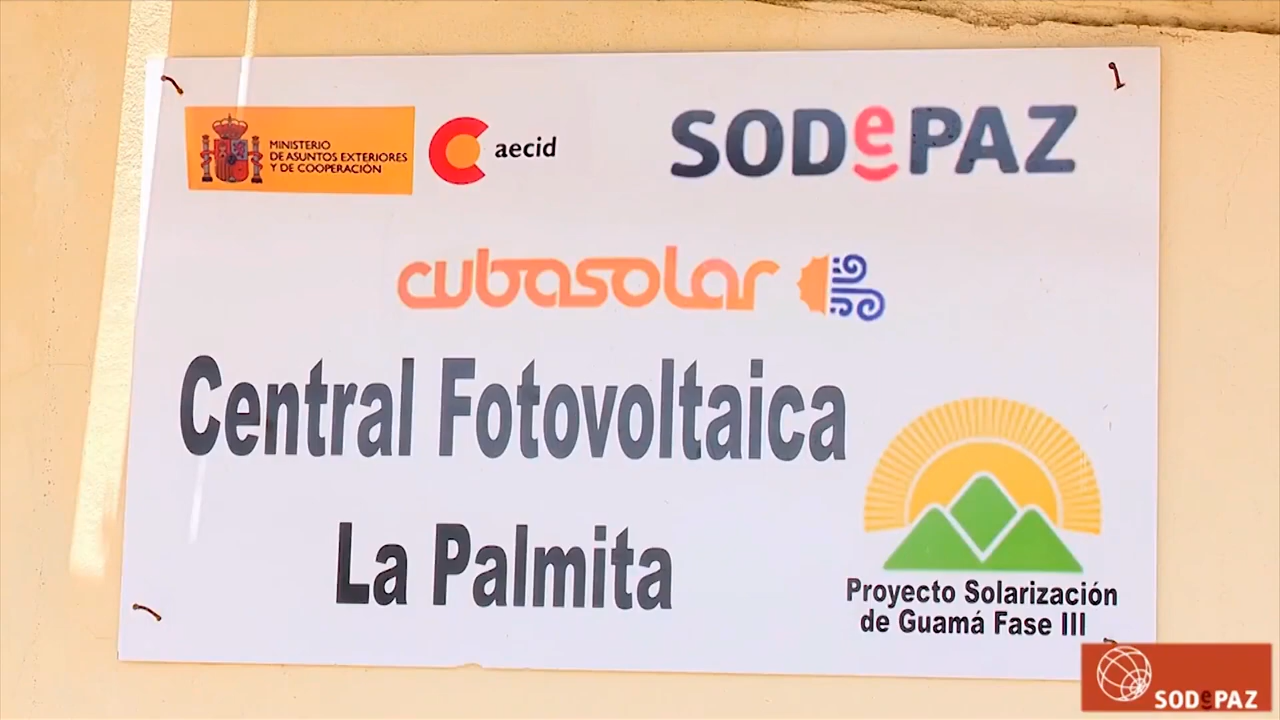 MINISTERIO
DE ASUNTOS EXTERIORES
Y DE COOPERACIÓN
aecid
SODePAZ
cubasolar
Central Fotovoltaica
La Palmita
Proyecto Solarización
de Guamá Fase III
SODePAZ